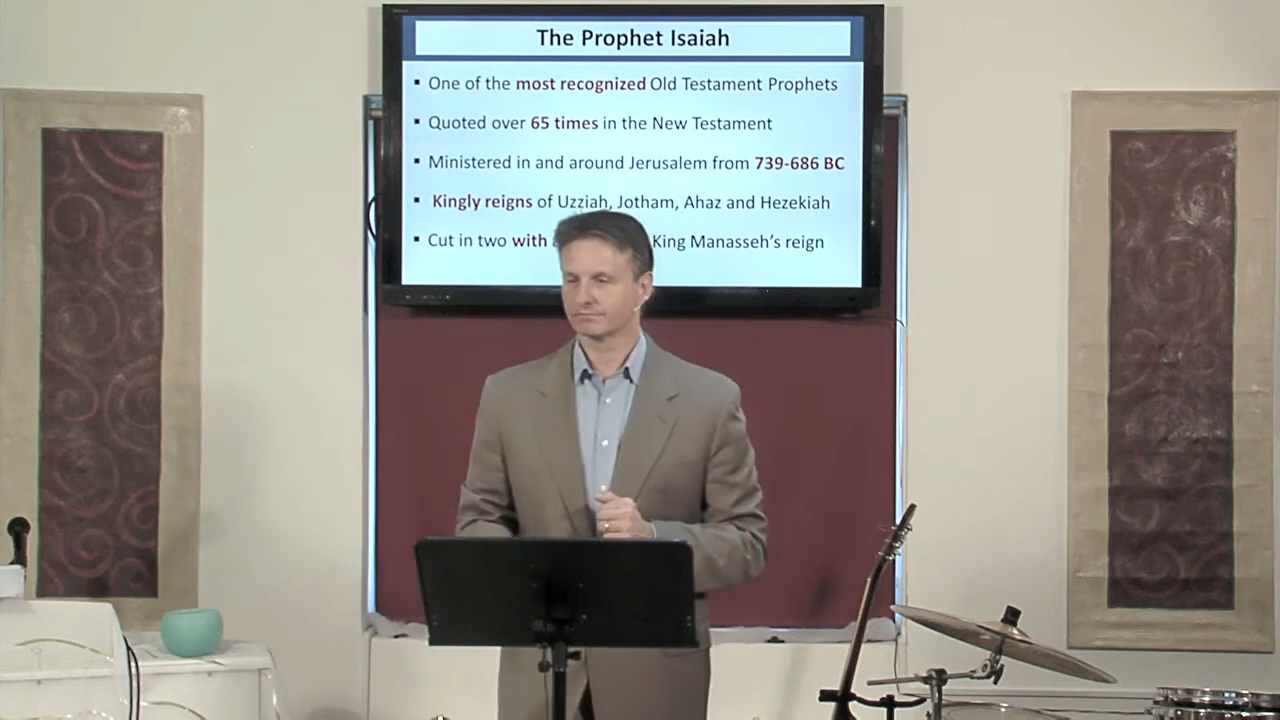 The Prophet Isaiah
▪ One of the most recognized Old Testament Prophets
▪ Quoted over 65 times in the New Testament
▪ Ministered in and around Jerusalem from 739-686 BC
▪ Kingly reigns of Uzziah, Jotham, Ahaz and Hezekiah
▪ Cut in two with King Manasseh's reign